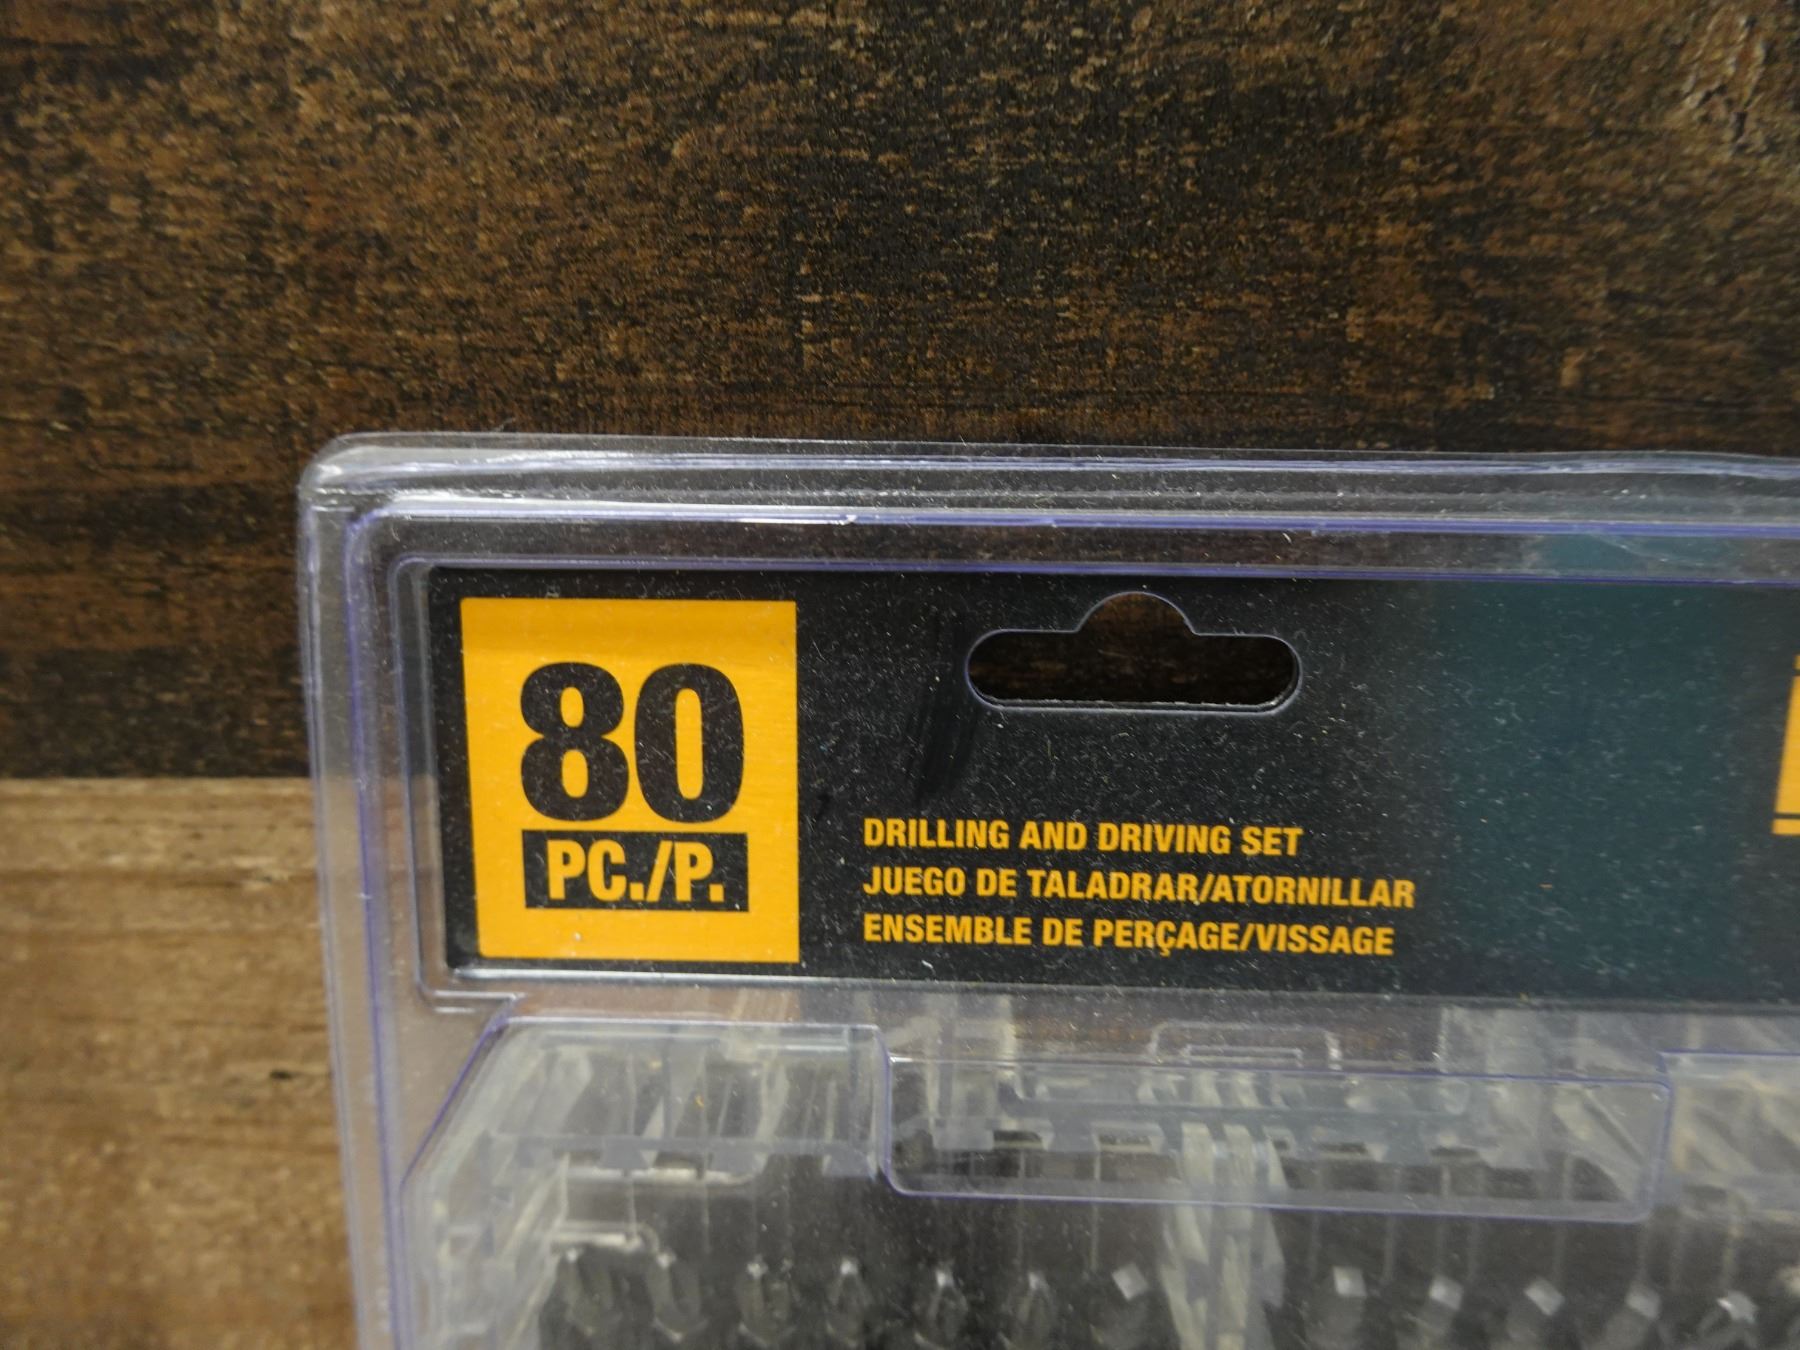 80
PC./P.
DRILLING AND DRIVING SET
JUEGO DE TALADRAR/ATORNILLAR
ENSEMBLE DE PERÇAGE/VISSAGE